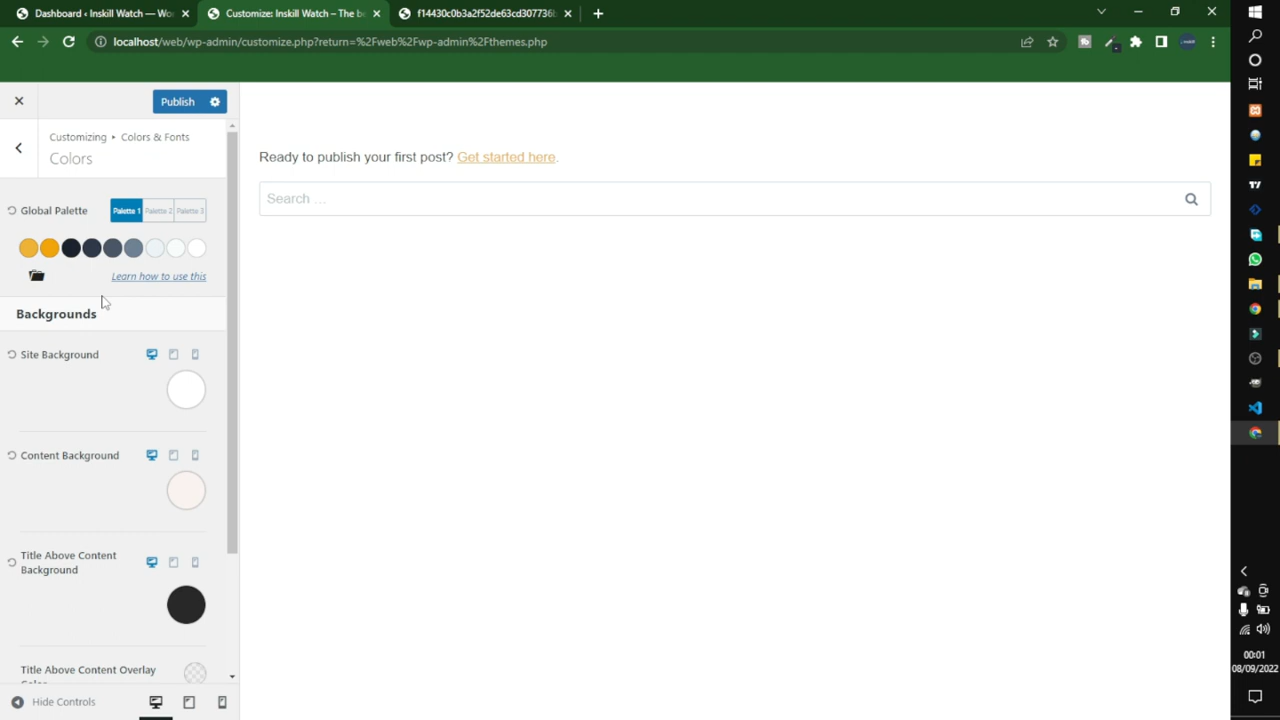 Dashboard ‹ Inskill Watch — Wor
Customize: Inskill Watch – The be
f14430c0b3a2f52de63cd307736b
localhost/web/wp-admin/customize.php?return=%2Fweb%2Fwp-admin%2Fthemes.php
Publish
Customizing ▸ Colors & Fonts
Colors
Ready to publish your first post? Get started here.
Search ...
Global Palette
Palette 1
Palette 2
Palette 3
Learn how to use this
Backgrounds
Site Background
Content Background
Title Above Content
Background
Title Above Content Overlay
Hide Controls
00:01
08/09/2022